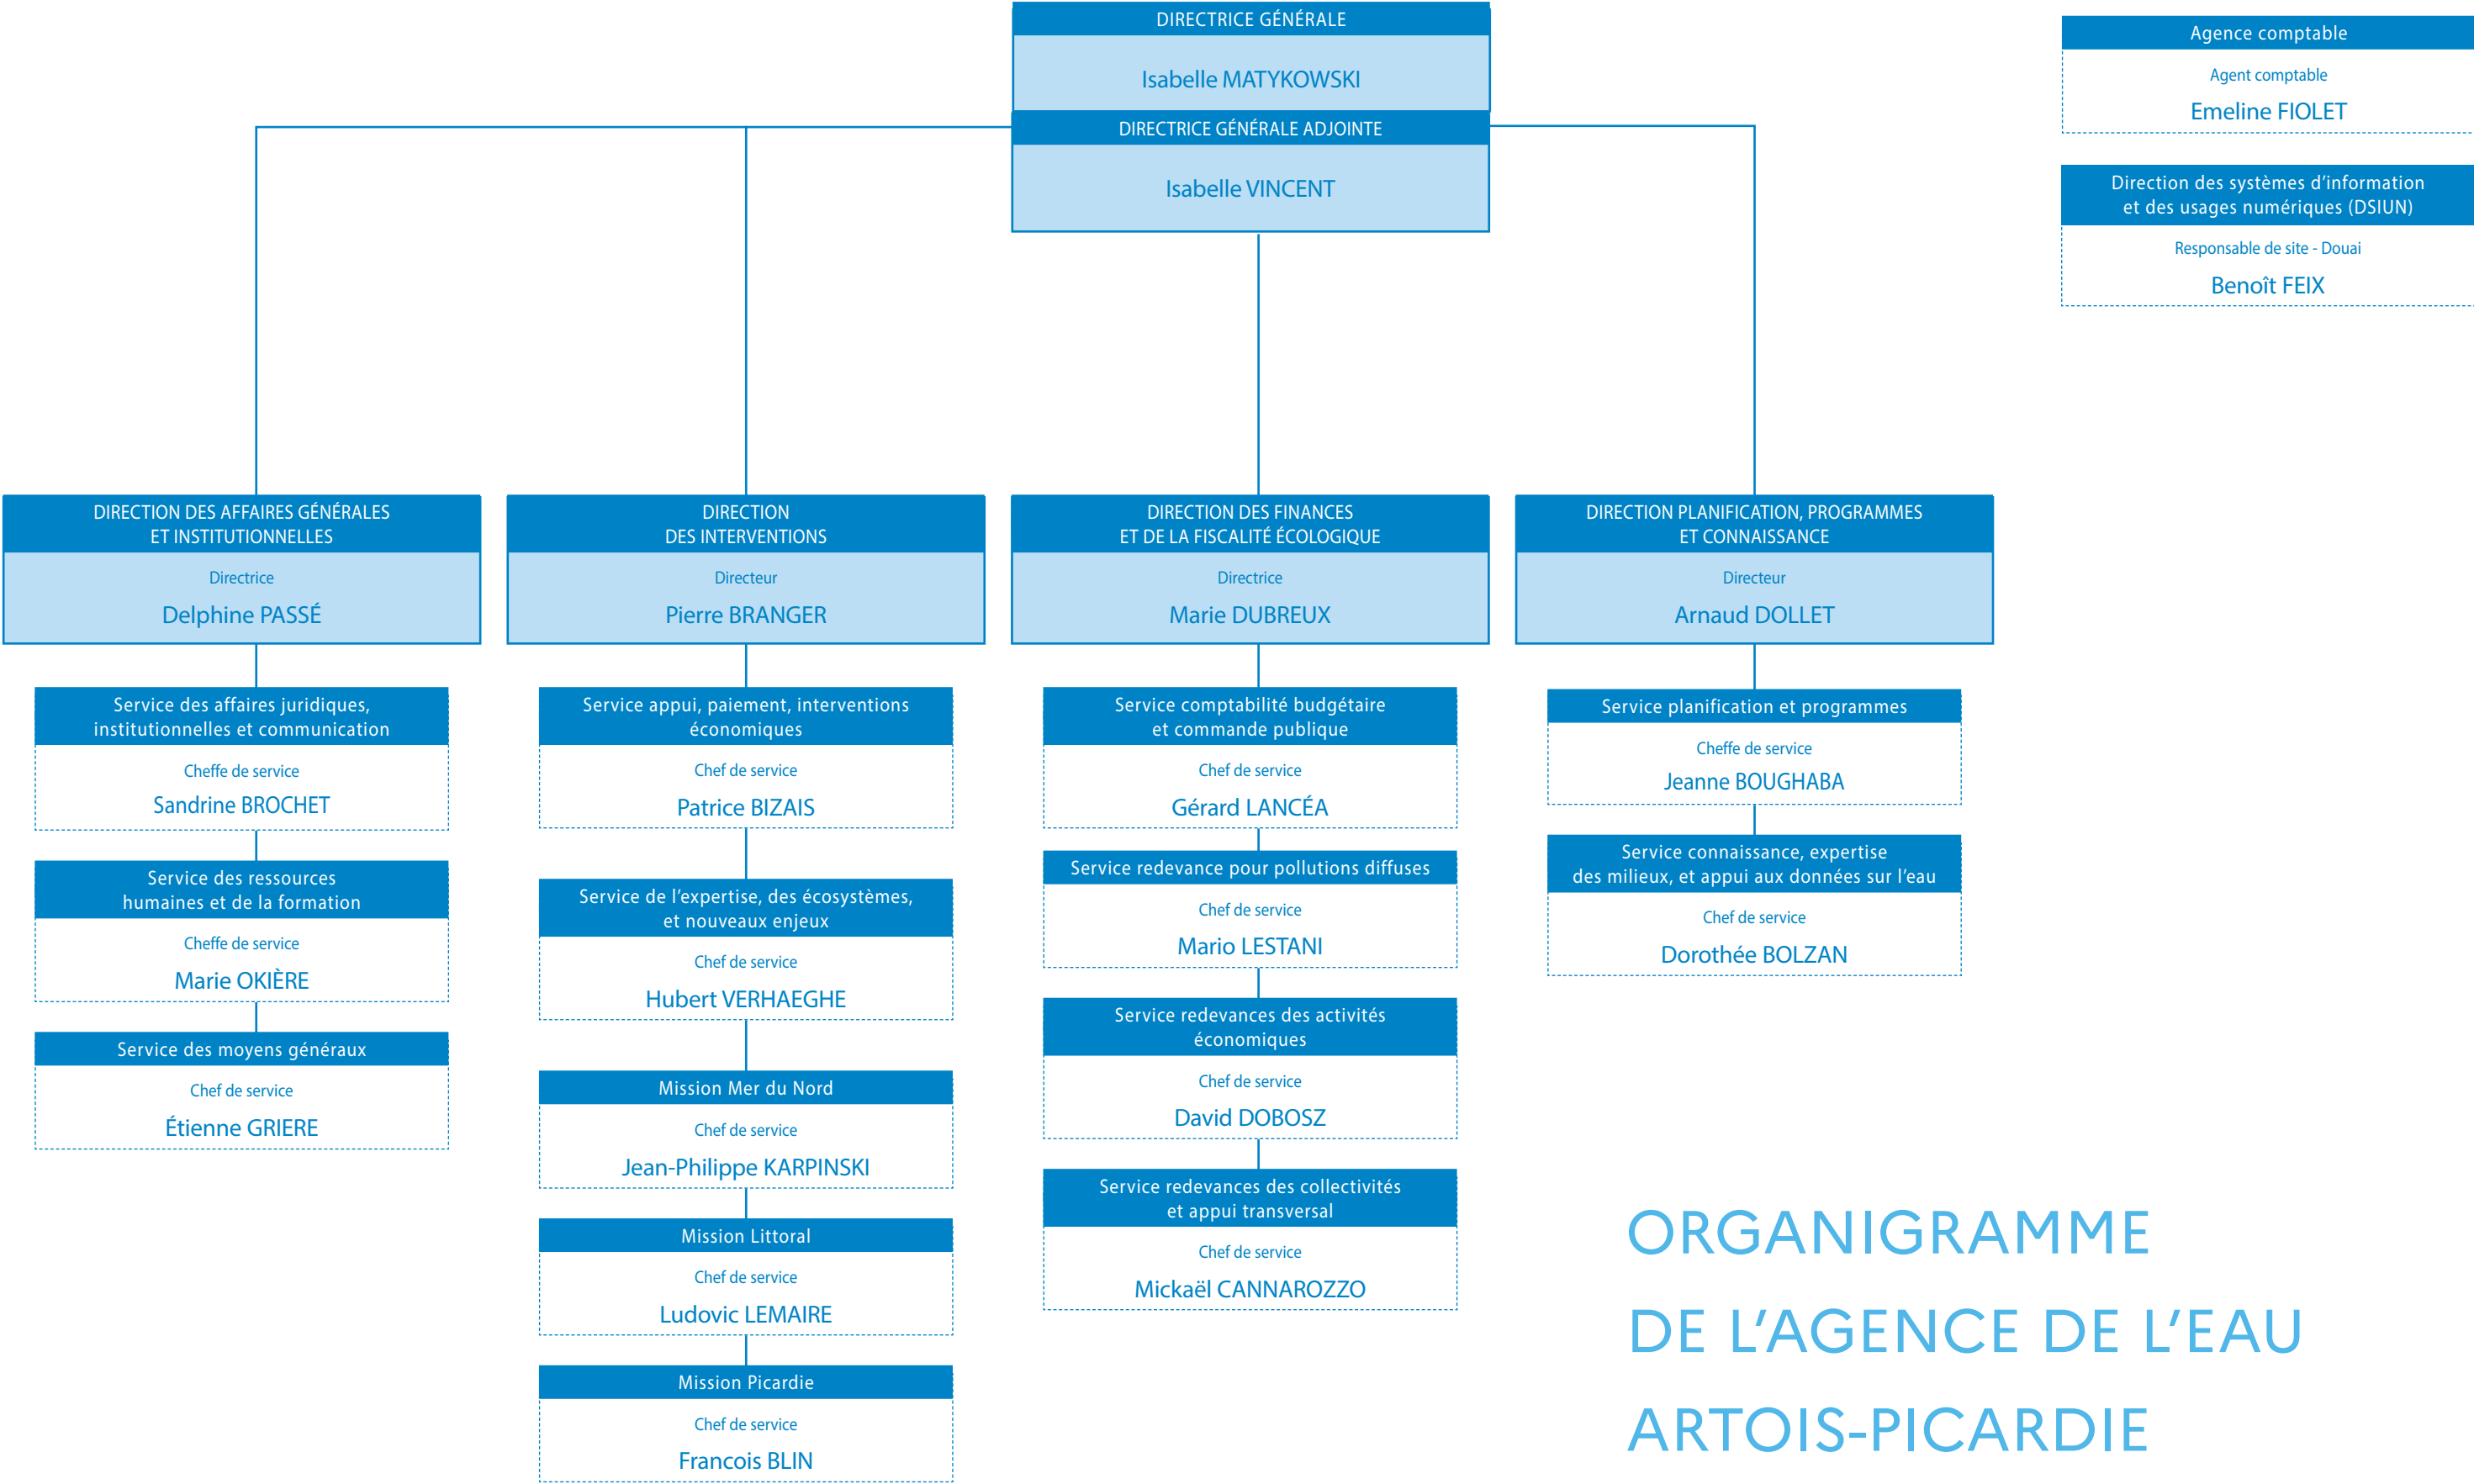 DIRECTRICE GÉNÉRALE
Isabelle MATYKOWSKI
DIRECTRICE GÉNÉRALE ADJOINTE
Isabelle VINCENT
Agence comptable
Agent comptable
Emeline FIOLET
Direction des systèmes d’information
et des usages numériques (DSIUN)
Responsable de site - Douai
Benoît FEIX
DIRECTION DES AFFAIRES GÉNÉRALES
ET INSTITUTIONNELLES
Directrice
Delphine PASSÉ
Service des affaires juridiques,
institutionnelles et communication
Cheffe de service
Sandrine BROCHET
Service des ressources
humaines et de la formation
Cheffe de service
Marie OKIÈRE
Service des moyens généraux
Chef de service
Étienne GRIERE
DIRECTION
DES INTERVENTIONS
Directeur
Pierre BRANGER
Service appui, paiement, interventions
économiques
Chef de service
Patrice BIZAIS
Service de l’expertise, des écosystèmes,
et nouveaux enjeux
Chef de service
Hubert VERHAEGHE
Mission Mer du Nord
Chef de service
Jean-Philippe KARPINSKI
Mission Littoral
Chef de service
Ludovic LEMAIRE
Mission Picardie
Chef de service
Francois BLIN
DIRECTION DES FINANCES
ET DE LA FISCALITÉ ÉCOLOGIQUE
Directrice
Marie DUBREUX
Service comptabilité budgétaire
et commande publique
Chef de service
Gérard LANCÉA
Service redevance pour pollutions diffuses
Chef de service
Mario LESTANI
Service redevances des activités
économiques
Chef de service
David DOBOSZ
Service redevances des collectivités
et appui transversal
Chef de service
Mickaël CANNAROZZO
DIRECTION PLANIFICATION, PROGRAMMES
ET CONNAISSANCE
Directeur
Arnaud DOLLET
Service planification et programmes
Cheffe de service
Jeanne BOUGHABA
Service connaissance, expertise
des milieux, et appui aux données sur l’eau
Chef de service
Dorothée BOLZAN
ORGANIGRAMME
DE L’AGENCE DE L’EAU
ARTOIS-PICARDIE